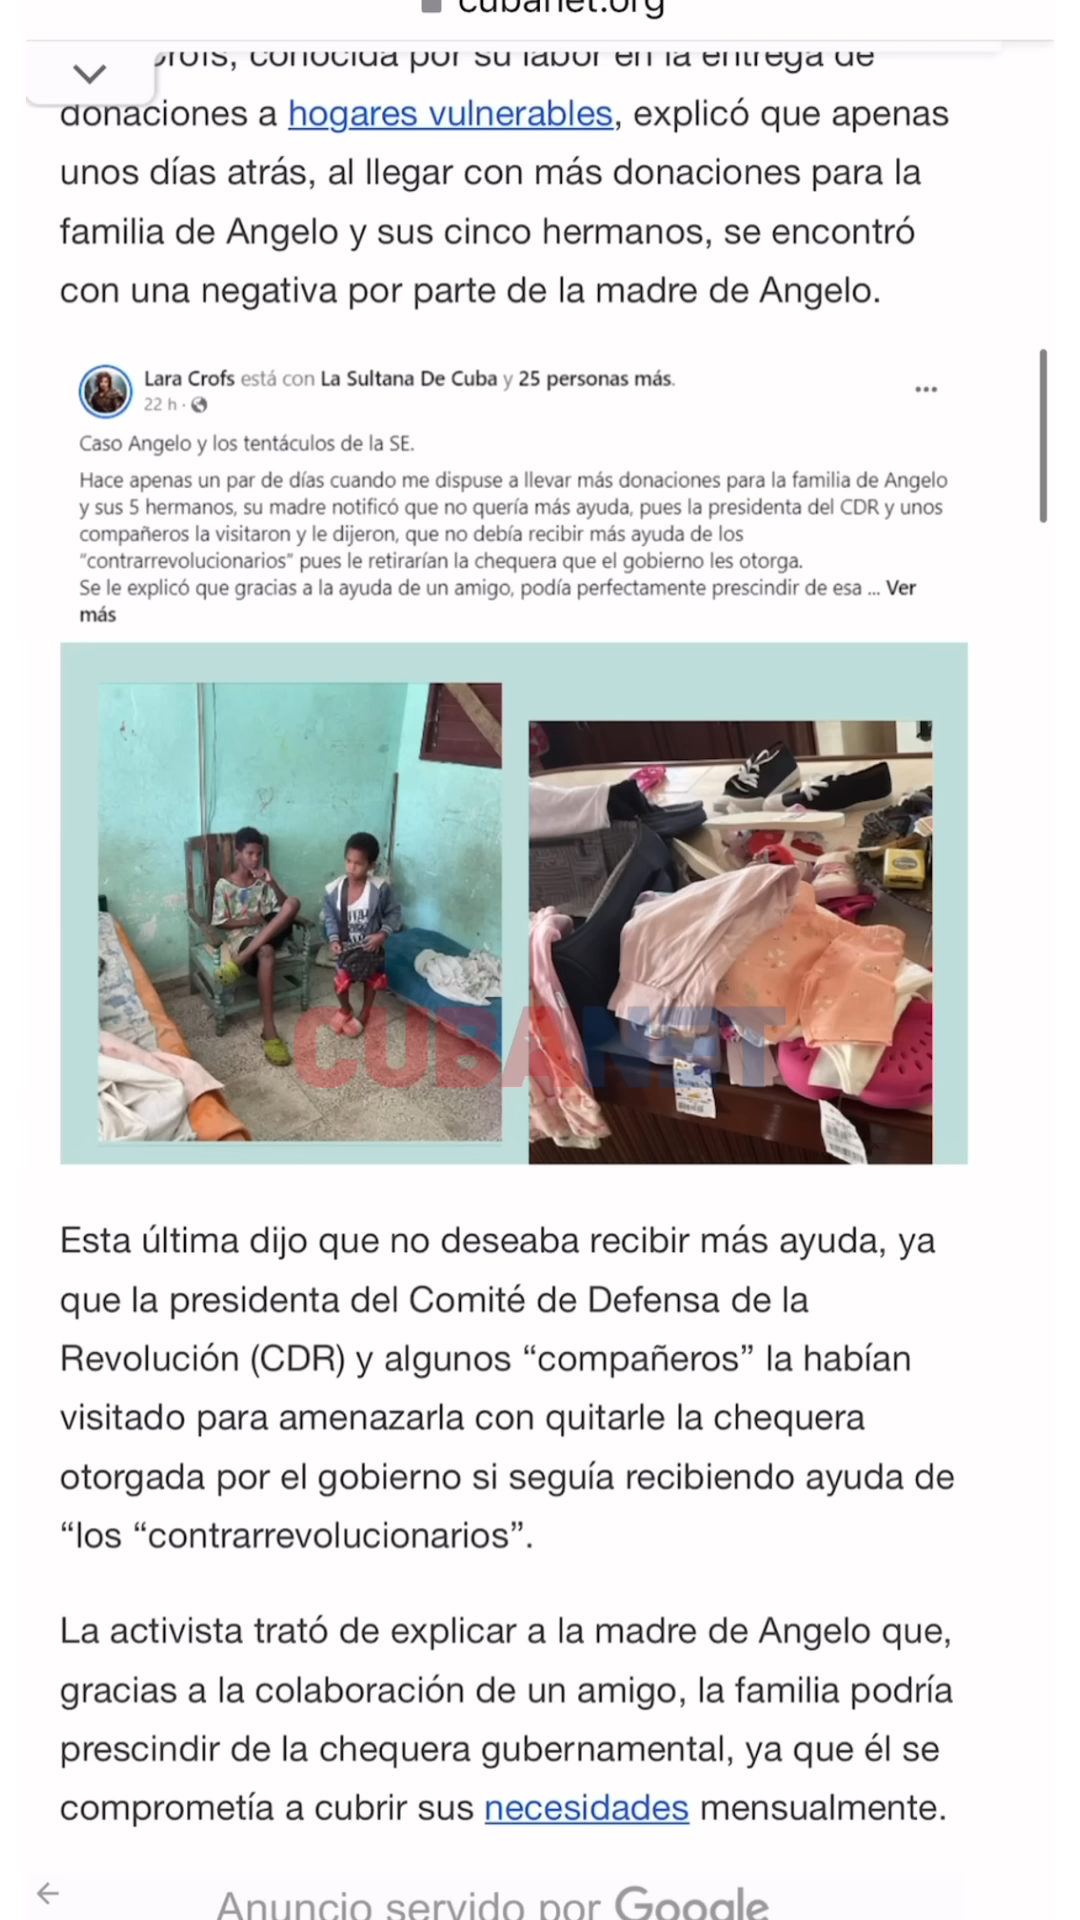 cubanet.org
Crofs, conocida por su labor en la entrega de
donaciones a hogares vulnerables, explicó que apenas
unos días atrás, al llegar con más donaciones para la
familia de Angelo y sus cinco hermanos, se encontró
con una negativa por parte de la madre de Angelo.
Lara Crofs está con La Sultana De Cuba y 25 personas más.
22 h ·
Caso Angelo y los tentáculos de la SE.
Hace apenas un par de días cuando me dispuse a llevar más donaciones para la familia de Angelo
y sus 5 hermanos, su madre notificó que no quería más ayuda, pues la presidenta del CDR y unos
compañeros la visitaron y le dijeron, que no debía recibir más ayuda de los
"contrarrevolucionarios" pues le retirarían la chequera que el gobierno les otorga.
Se le explicó que gracias a la ayuda de un amigo, podía perfectamente prescindir de esa ... Ver
más
CUBANET
Esta última dijo que no deseaba recibir más ayuda, ya
que la presidenta del Comité de Defensa de la
Revolución (CDR) y algunos “compañeros” la habían
visitado para amenazarla con quitarle la chequera
otorgada por el gobierno si seguía recibiendo ayuda de
“los “contrarrevolucionarios”.
La activista trató de explicar a la madre de Angelo que,
gracias a la colaboración de un amigo, la familia podría
prescindir de la chequera gubernamental, ya que él se
comprometía a cubrir sus necesidades mensualmente.
Anuncio servido por Google